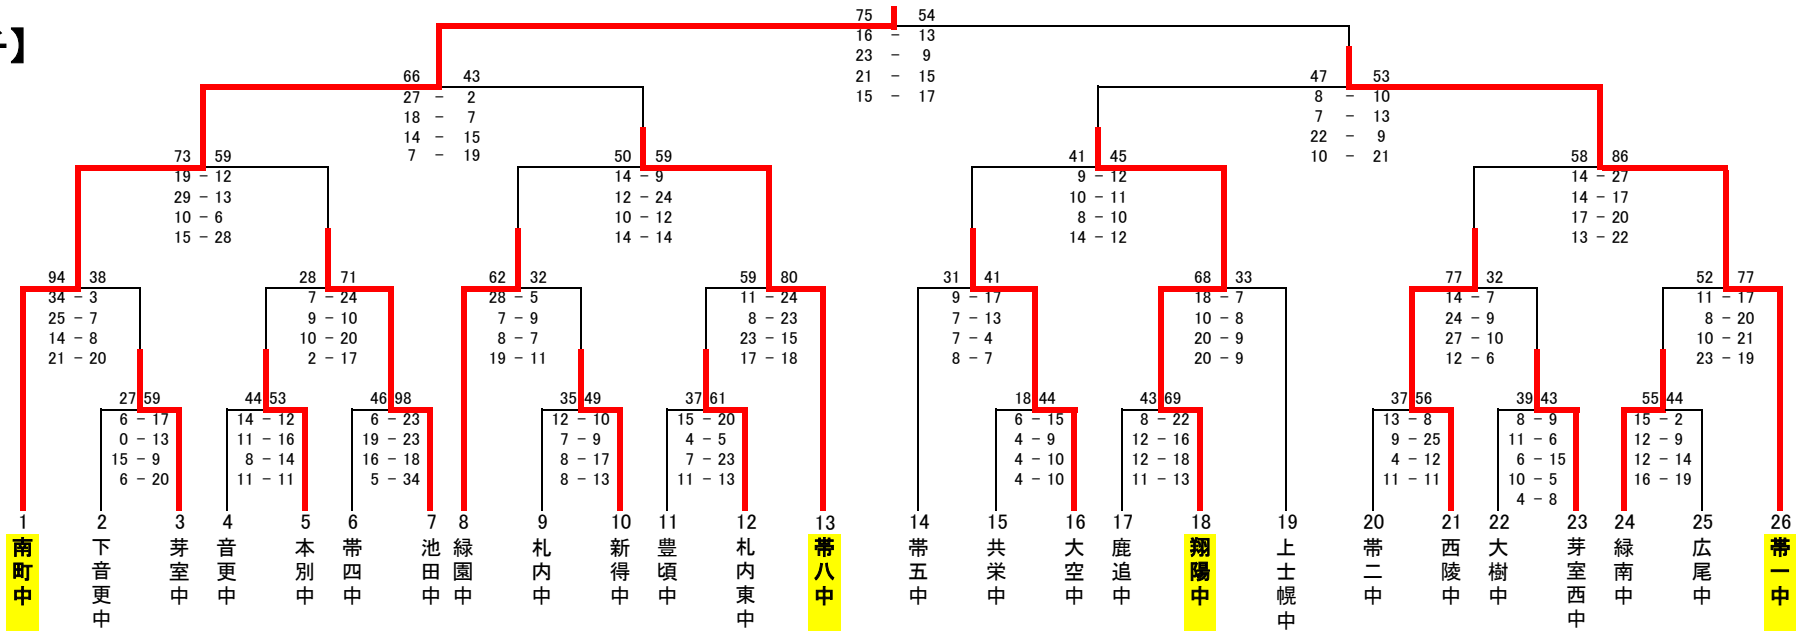 75 54
16 - 13
23 - 9
21 - 15
15 - 17
】
66 43
27 - 2
18 - 7
14 - 15
7 - 19
47 53
8 - 10
7 - 13
22 - 9
10 - 21
73 59
19 - 12
29 - 13
10 - 6
15 - 28
50 59
14 - 9
12 - 24
10 - 12
14 - 14
41 45
9 - 12
10 - 11
8 - 10
14 - 12
58 86
14 - 27
14 - 17
17 - 20
13 - 22
94 38
34 - 3
25 - 7
14 - 8
21 - 20
28 71
7 - 24
9 - 10
10 - 20
2 - 17
62 32
28 - 5
7 - 9
8 - 7
19 - 11
59 80
11 - 24
8 - 23
23 - 15
17 - 18
31 41
9 - 17
7 - 13
7 - 4
8 - 7
68 33
18 - 7
10 - 8
20 - 9
20 - 9
77 32
14 - 7
24 - 9
27 - 10
12 - 6
52 77
11 - 17
8 - 20
10 - 21
23 - 19
27 59
6 - 17
0 - 13
15 - 9
6 - 20
44 53
14 - 12
11 - 16
8 - 14
11 - 11
46 98
6 - 23
19 - 23
16 - 18
5 - 34
35 49
12 - 10
7 - 9
8 - 17
8 - 13
37 61
15 - 20
4 - 5
7 - 23
11 - 13
18 44
6 - 15
4 - 9
4 - 10
4 - 10
43 69
8 - 22
12 - 16
12 - 18
11 - 13
37 56
13 - 8
9 - 25
4 - 12
11 - 11
39 43
8 - 9
11 - 6
6 - 15
10 - 5
4 - 8
55 44
15 - 2
12 - 9
12 - 14
16 - 19
1 2 3 4 5 6 7 8 9 10 11 12 13 14 15 16 17 18 19 20 21 22 23 24 25 26
南町中
下音更中
芽室中
音更中
本別中
帯四中
池田中
緑園中
札内中
新得中
豊頃中
札内東中
帯八中
帯五中
共栄中
大空中
鹿追中
翔陽中
上士幌中
帯二中
西陵中
大樹中
芽室西中
緑南中
広尾中
帯一中